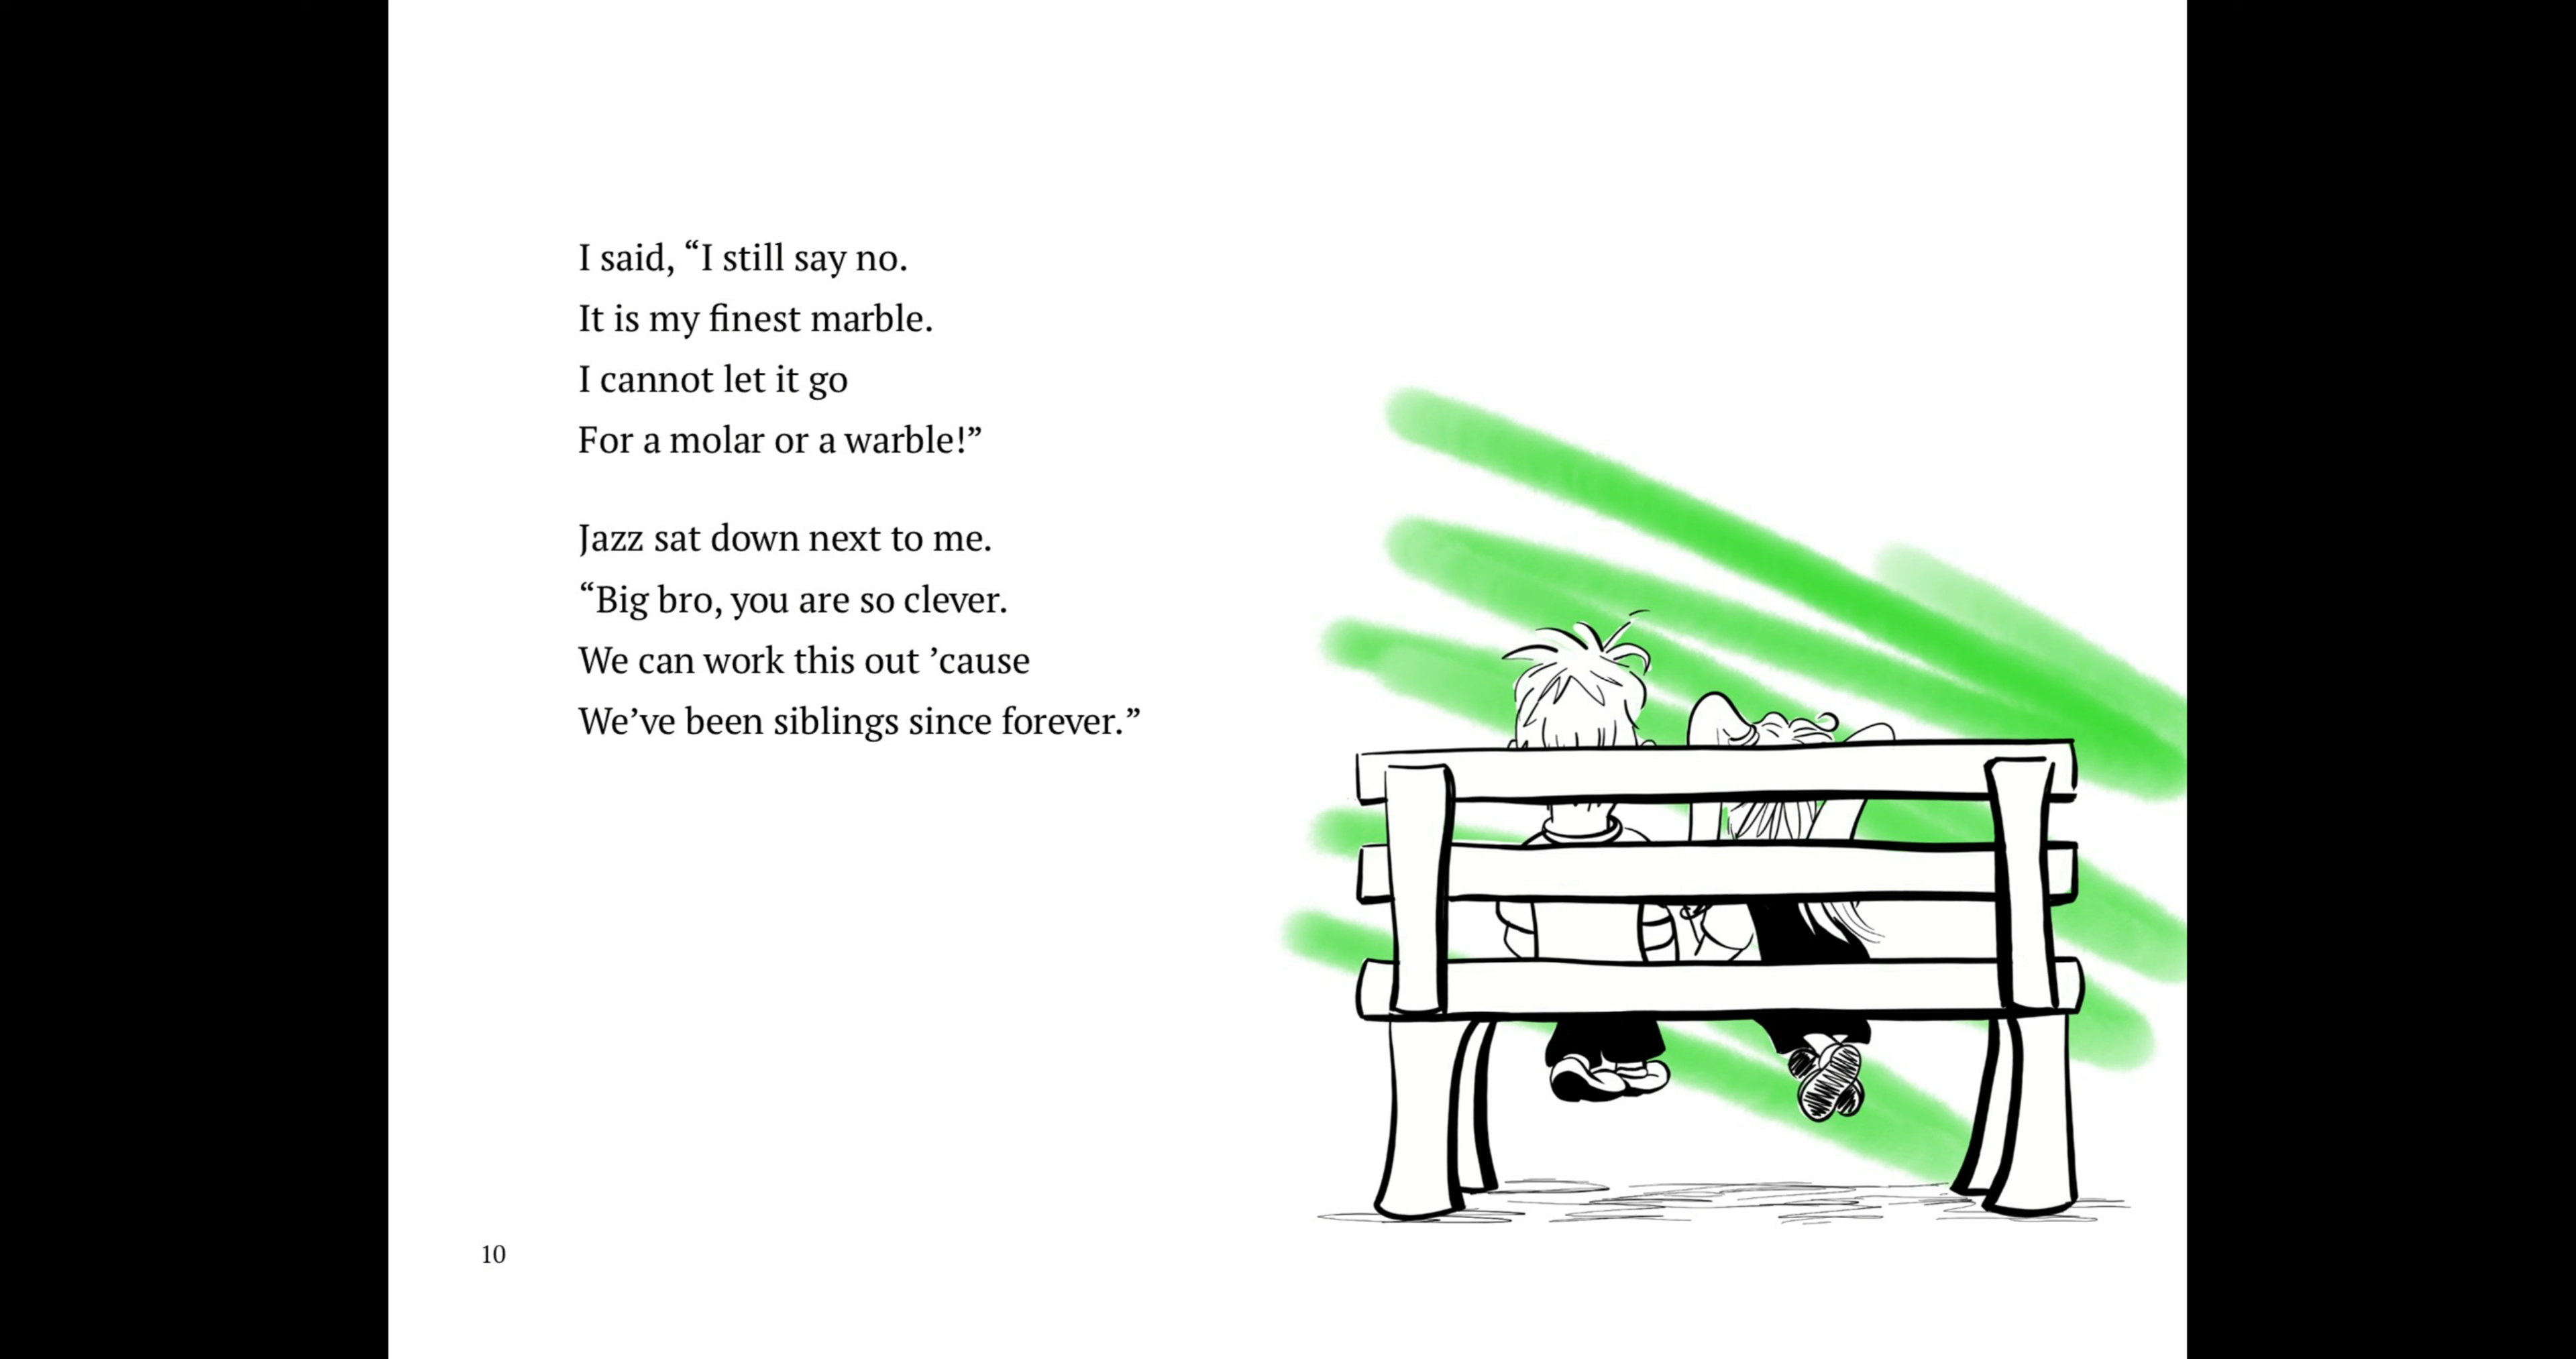 I said, “I still say no.
It is my finest marble.
I cannot let it go
For a molar or a warble!”
Jazz sat down next to me.
“Big bro, you are so clever.
We can work this out ’cause
We’ve been siblings since forever.”
10